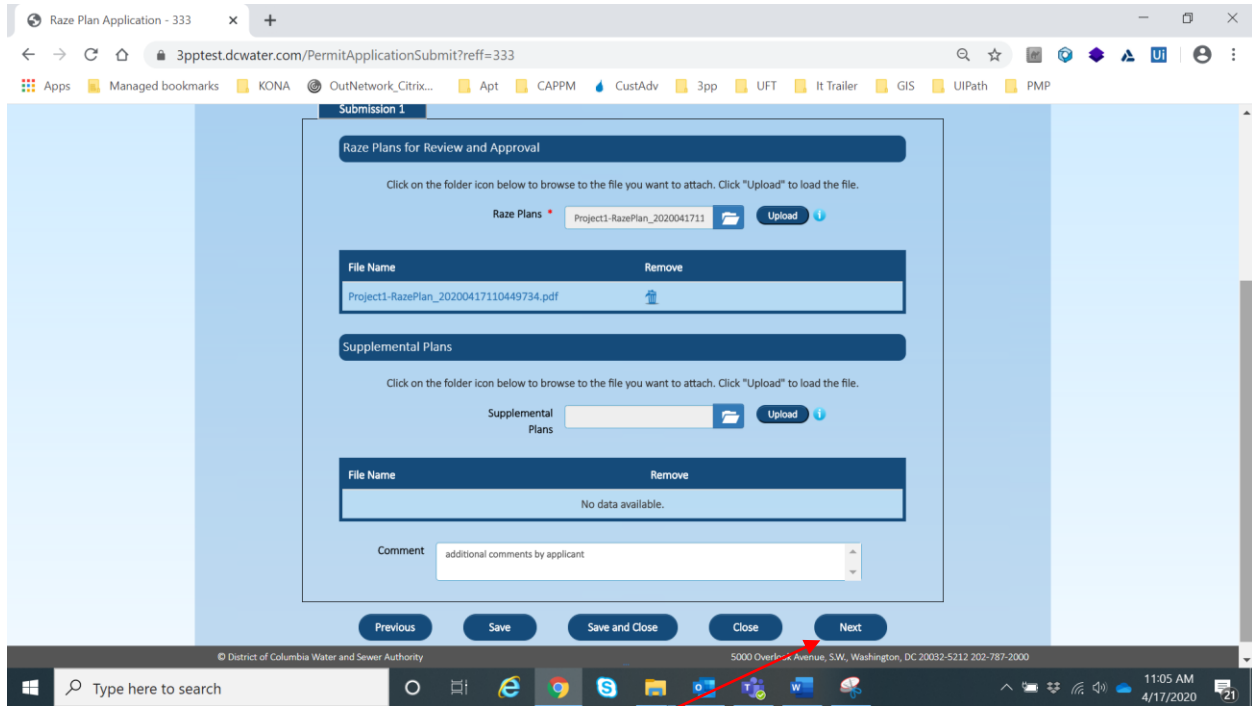 Raze Plan Application - 333
3pptest.dcwater.com/PermitApplicationSubmit?reff=333
Apps Managed bookmarks KONA OutNetwork_Citrix... Apt CAPPM CustAdv 3pp UFT It Trailer GIS UIPath PMP
Submission 1
Raze Plans for Review and Approval
Click on the folder icon below to browse to the file you want to attach. Click "Upload" to load the file.
Raze Plans * Project1-RazePlan_2020041711 Upload
File Name Remove
Project1-RazePlan_20200417110449734.pdf
Supplemental Plans
Click on the folder icon below to browse to the file you want to attach. Click "Upload" to load the file.
Supplemental
Plans
Upload
File Name Remove
No data available.
Comment additional comments by applicant
Previous Save Save and Close Close Next
© District of Columbia Water and Sewer Authority 5000 Overlook Avenue, S.W., Washington, DC 20032-5212 202-787-2000
Type here to search
11:05 AM
4/17/2020
21